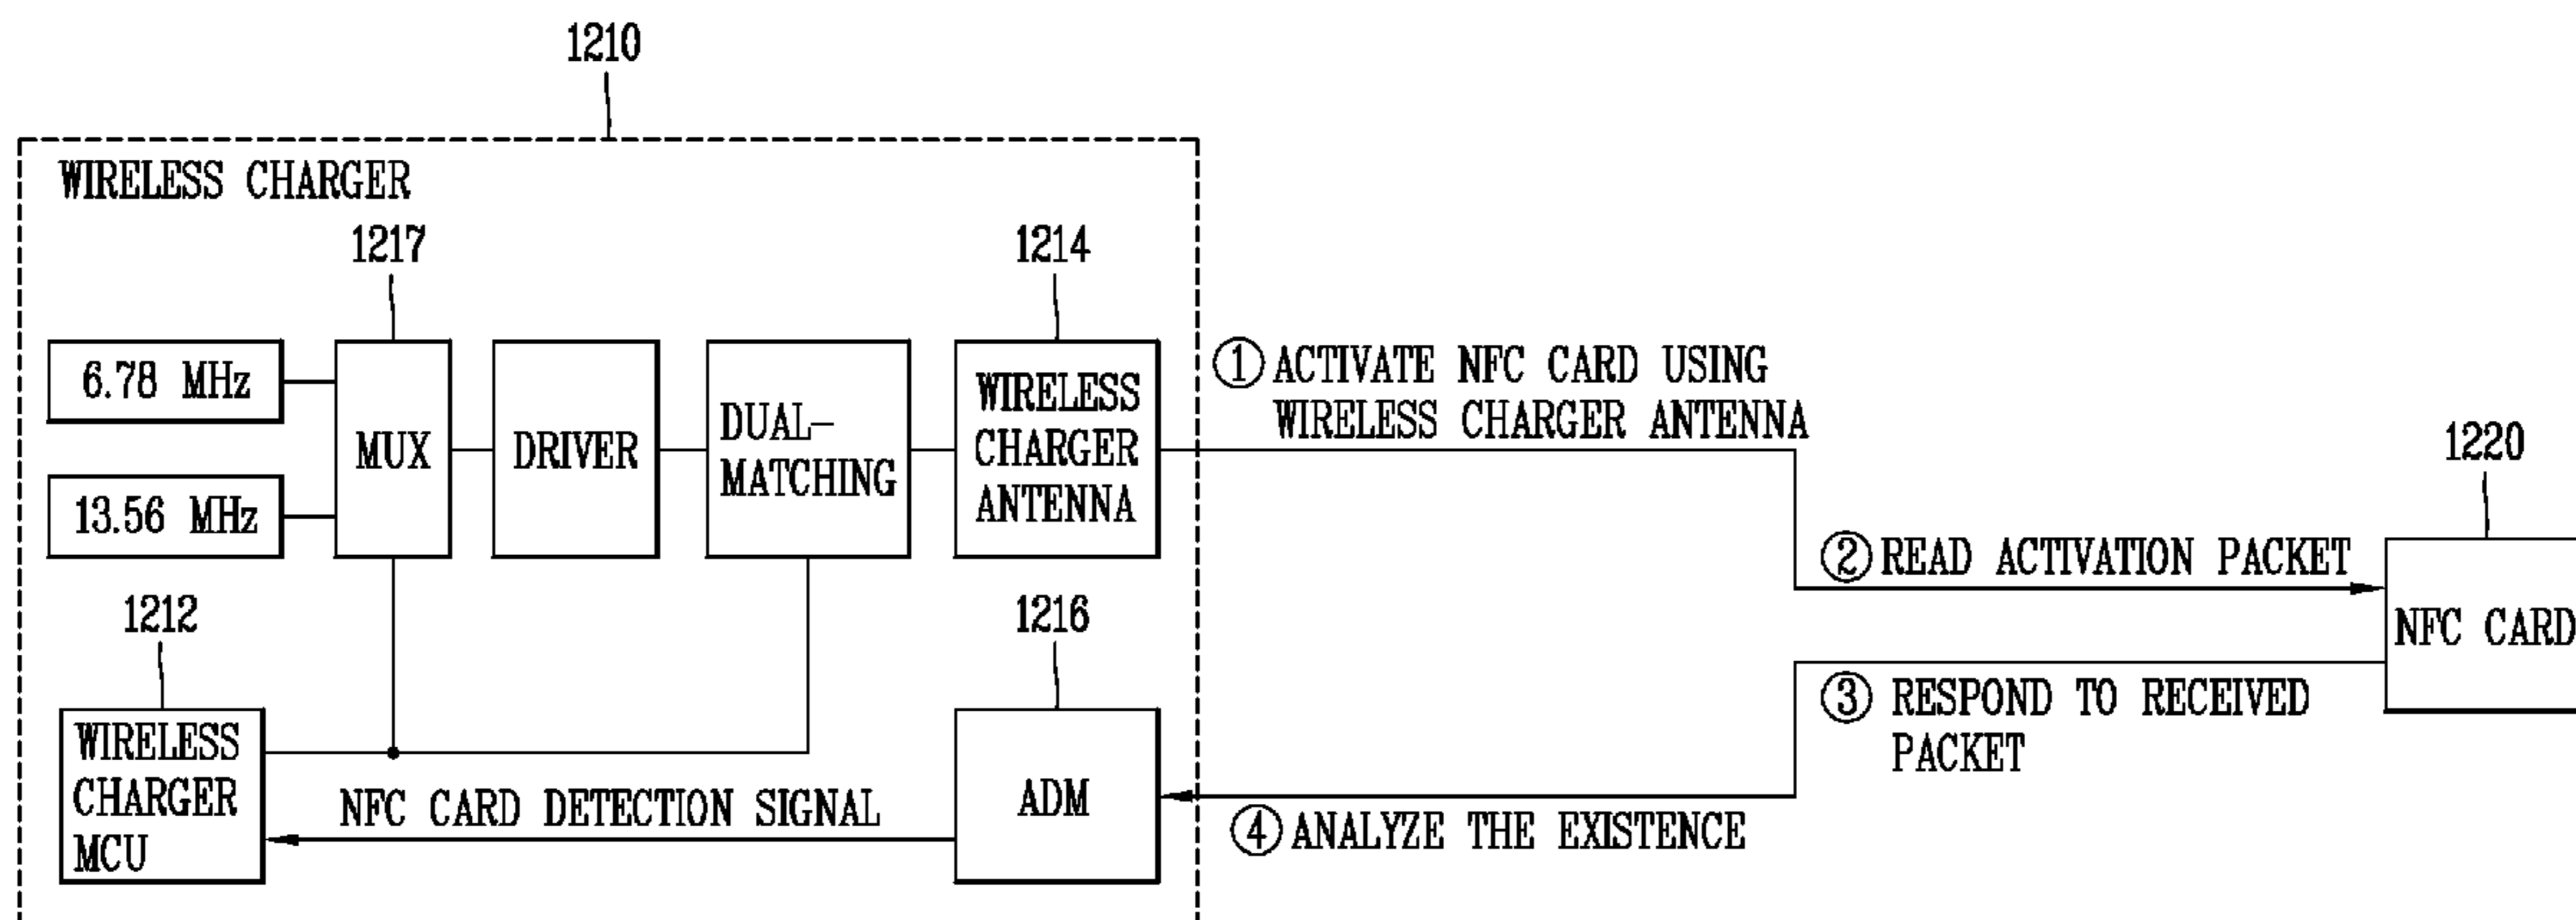 1210
WIRELESS CHARGER
1217
1214
6.78 MHz
13.56 MHz
MUX
DRIVER
DUAL-
MATCHING
WIRELESS
CHARGER
ANTENNA
① ACTIVATE NFC CARD USING
WIRELESS CHARGER ANTENNA
1220
② READ ACTIVATION PACKET
NFC CARD
③ RESPOND TO RECEIVED
PACKET
1212
1216
WIRELESS
CHARGER
MCU
NFC CARD DETECTION SIGNAL
ADM
④ ANALYZE THE EXISTENCE